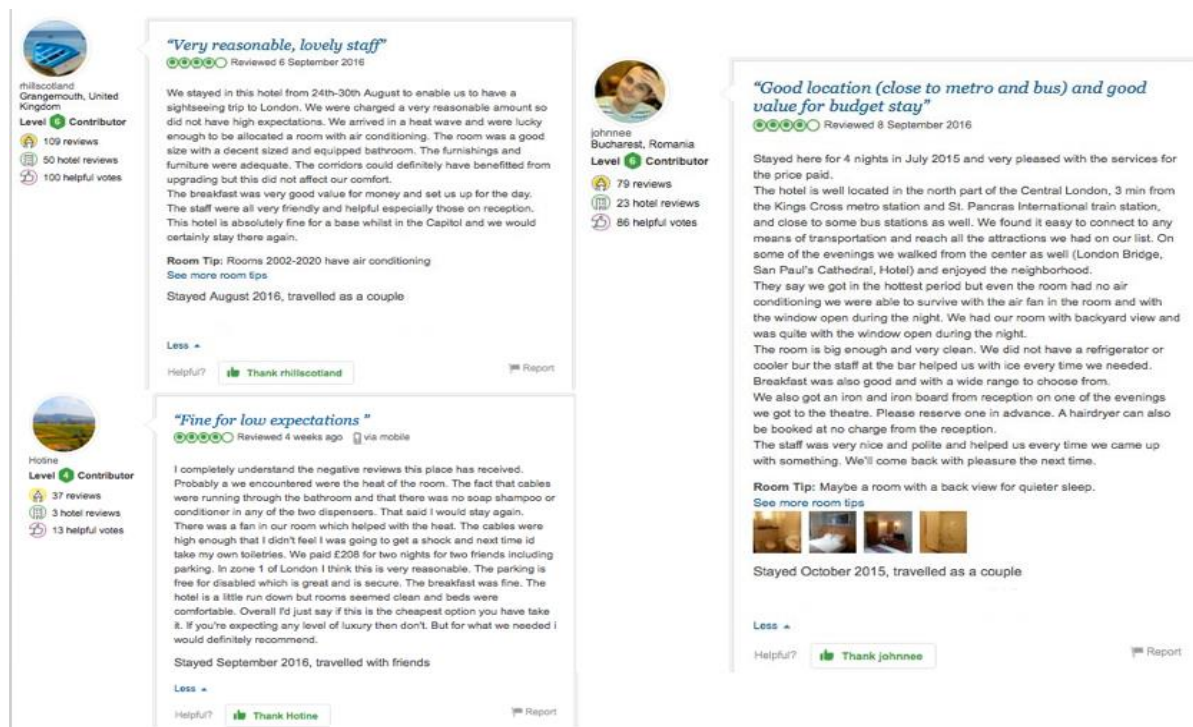 "Very reasonable, lovely staff"
Reviewed 6 September 2016
rhillscotland
Grangemouth, United
Kingdom
Level 6 Contributor
109 reviews
50 hotel reviews
100 helpful votes
We stayed in this hotel from 24th-30th August to enable us to have a
sightseeing trip to London. We were charged a very reasonable amount so
did not have high expectations. We arrived in a heat wave and were lucky
enough to be allocated a room with air conditioning. The room was a good
size with a decent sized and equipped bathroom. The furnishings and
furniture were adequate. The corridors could definitely have benefitted from
upgrading but this did not affect our comfort.
The breakfast was very good value for money and set us up for the day.
The staff were all very friendly and helpful especially those on reception.
This hotel is absolutely fine for a base whilst in the Capitol and we would
certainly stay there again.
Room Tip: Rooms 2002-2020 have air conditioning
See more room tips
Stayed August 2016, travelled as a couple
Less
Helpful?
Thank rhillscotland
Report
"Fine for low expectations "
Reviewed 4 weeks ago via mobile
Hotine
Level 4 Contributor
37 reviews
3 hotel reviews
13 helpful votes
I completely understand the negative reviews this place has received.
Probably a we encountered were the heat of the room. The fact that cables
were running through the bathroom and that there was no soap shampoo or
conditioner in any of the two dispensers. That said I would stay again.
There was a fan in our room which helped with the heat. The cables were
high enough that I didn't feel I was going to get a shock and next time id
take my own toiletries. We paid £208 for two nights for two friends including
parking. In zone 1 of London I think this is very reasonable. The parking is
free for disabled which is great and is secure. The breakfast was fine. The
hotel is a little run down but rooms seemed clean and beds were
comfortable. Overall I'd just say if this is the cheapest option you have take
it. If you're expecting any level of luxury then don't. But for what we needed i
would definitely recommend.
Stayed September 2016, travelled with friends
Less
Helpful?
Thank Hotine
Report
"Good location (close to metro and bus) and good
value for budget stay"
Reviewed 8 September 2016
johnnee
Bucharest, Romania
Level 6 Contributor
79 reviews
23 hotel reviews
86 helpful votes
Stayed here for 4 nights in July 2015 and very pleased with the services for
the price paid.
The hotel is well located in the north part of the Central London, 3 min from
the Kings Cross metro station and St. Pancras International train station,
and close to some bus stations as well. We found it easy to connect to any
means of transportation and reach all the attractions we had on our list. On
some of the evenings we walked from the center as well (London Bridge,
San Paul's Cathedral, Hotel) and enjoyed the neighborhood.
They say we got in the hottest period but even the room had no air
conditioning we were able to survive with the air fan in the room and with
the window open during the night. We had our room with backyard view and
was quite with the window open during the night.
The room is big enough and very clean. We did not have a refrigerator or
cooler bur the staff at the bar helped us with ice every time we needed.
Breakfast was also good and with a wide range to choose from.
We also got an iron and iron board from reception on one of the evenings
we got to the theatre. Please reserve one in advance. A hairdryer can also
be booked at no charge from the reception.
The staff was very nice and polite and helped us every time we came up
with something. We'll come back with pleasure the next time.
Room Tip: Maybe a room with a back view for quieter sleep.
See more room tips
Stayed October 2015, travelled as a couple
Less
Helpful?
Thank johnnee
Report